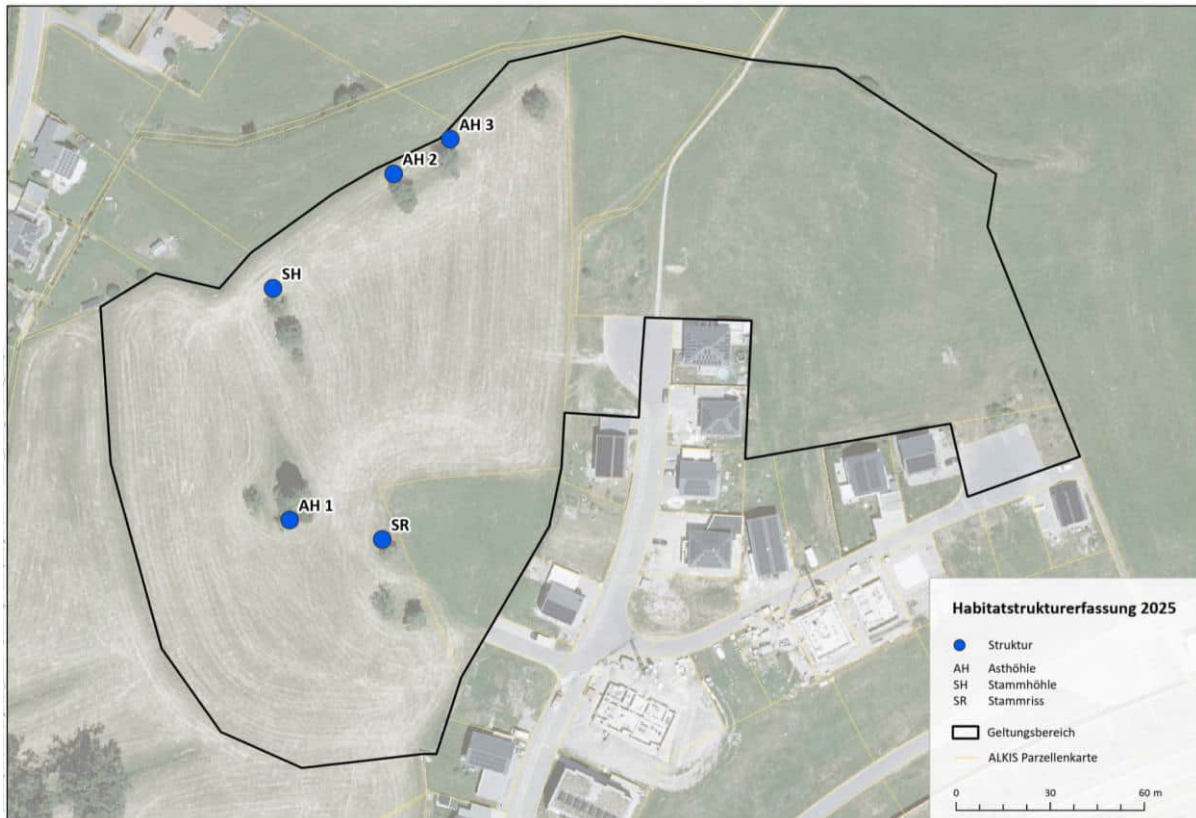 AH 3
AH 2
SH
AH 1
SR
Habitatstrukturerfassung 2025
Struktur
AH Asthöhle
SH Stammhöhle
SR Stammriss
Geltungsbereich
ALKIS Parzellenkarte
0 30 60 m